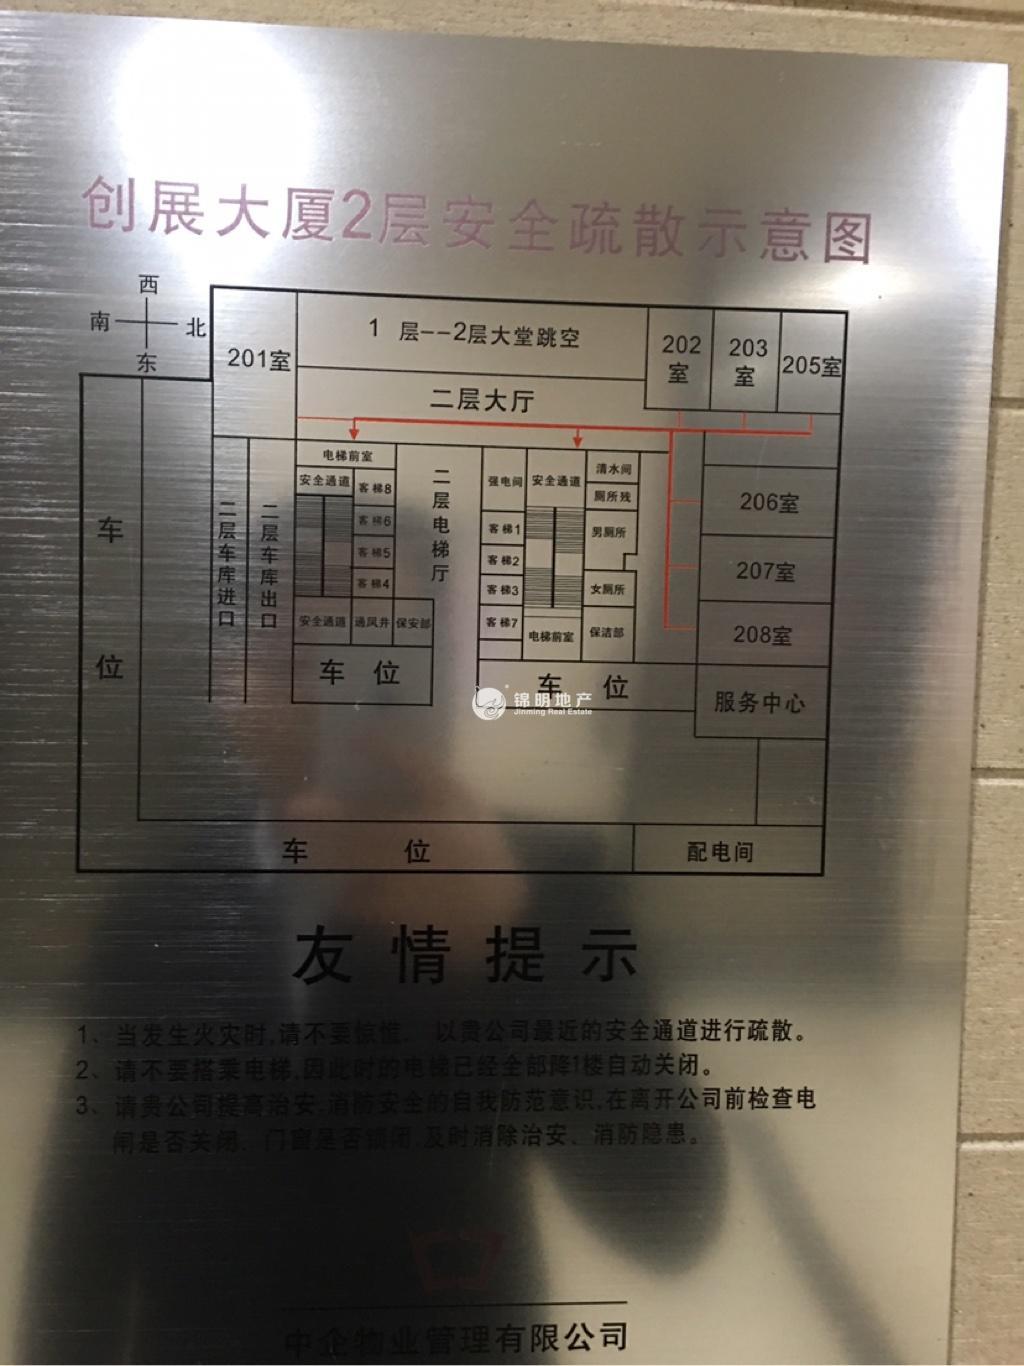 创展大厦2层安全疏散示意图
西
南 北
东
201室
1 层--2层大堂跳空
202室
203室
205室
二层大厅
电梯前室
安全通道
客梯8
客梯6
客梯5
客梯4
安全通道
通风井
保安部
车 位
二层车库进口
二层车库出口
二层电梯厅
强电间
安全通道
清水间
厕所残
男厕所
客梯1
客梯2
客梯3
客梯7
女厕所
电梯前室
保洁部
车 位
206室
207室
208室
服务中心
车 位
车 位
配电间
锦明地产
Jinming Real Estate
友情提示
1、当发生火灾时,请不要惊慌. 以贵公司最近的安全通道进行疏散。
2、请不要搭乘电梯,因此时的电梯已经全部降1楼自动关闭。
3、请贵公司提高治安.消防安全的自我防范意识,在离开公司前检查电
闸是否关闭. 门窗是否锁闭,及时消除治安、消防隐患。
中企物业管理有限公司